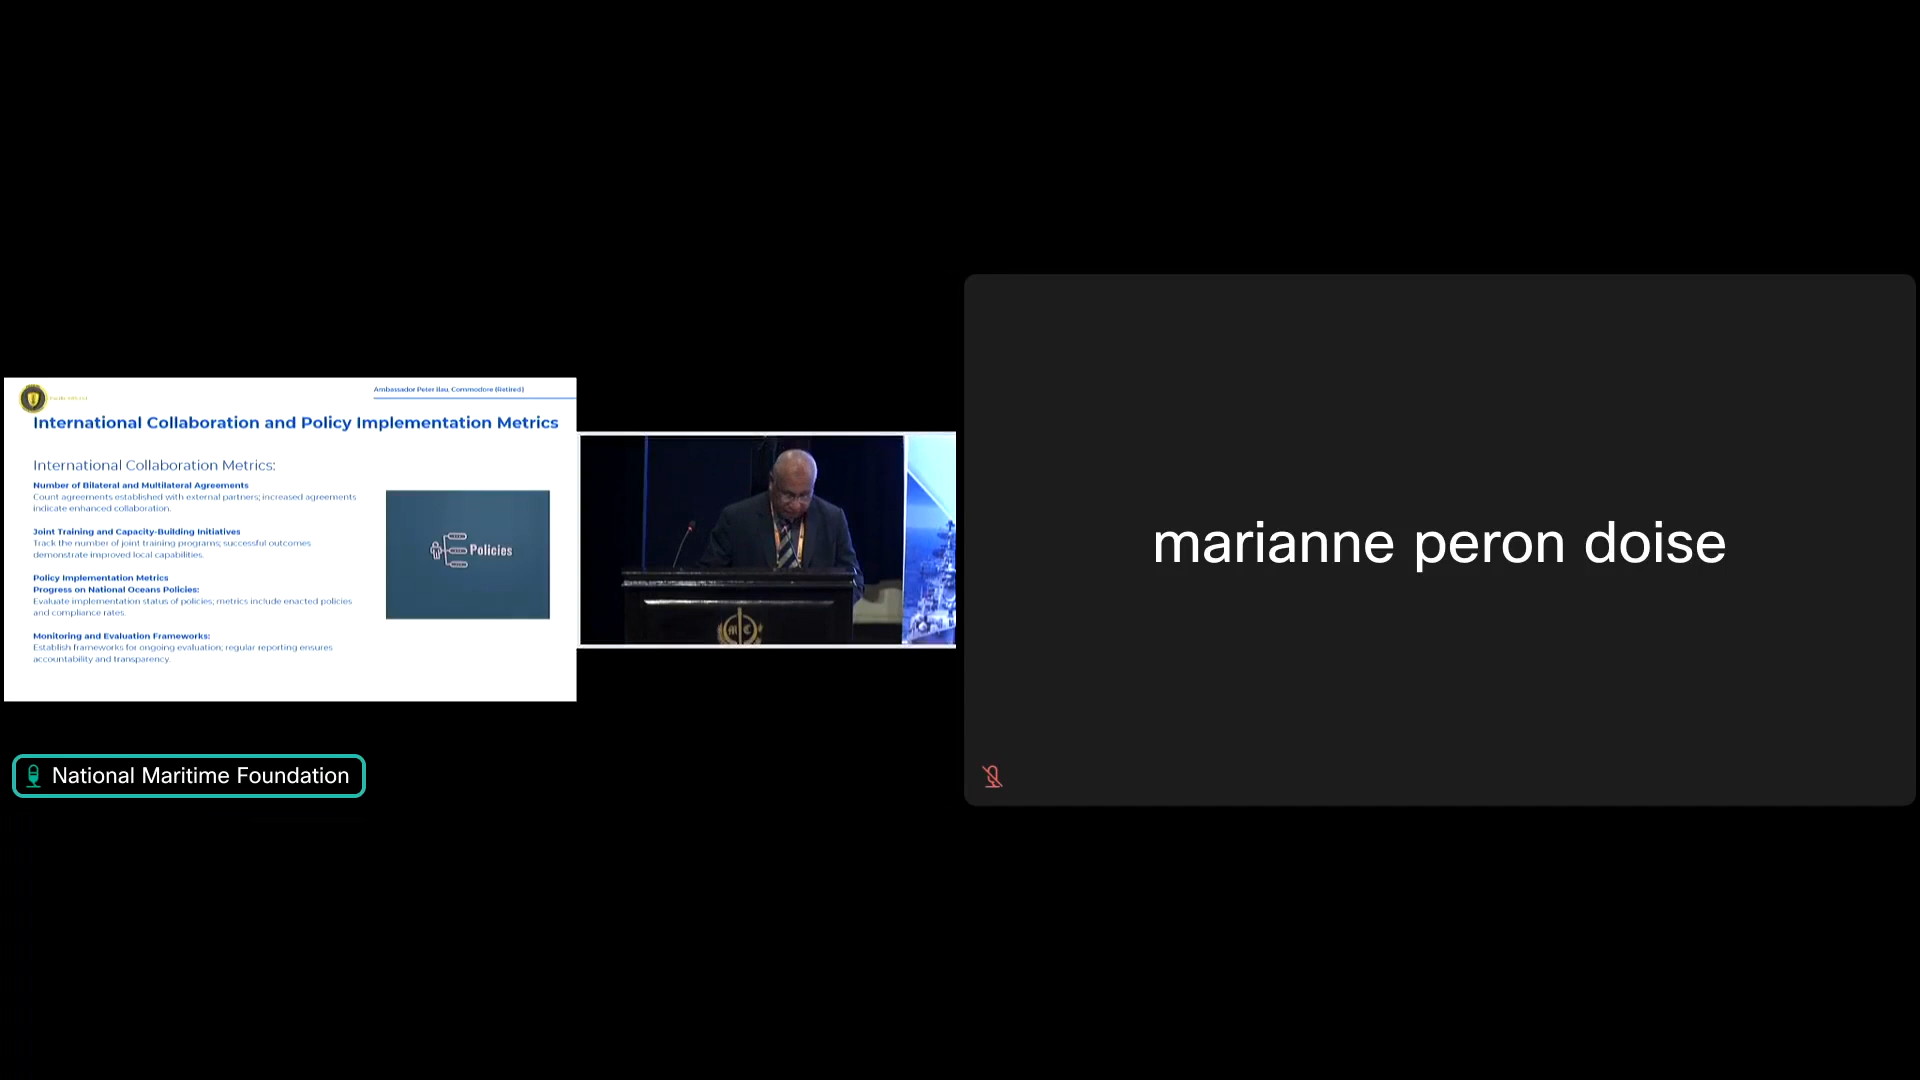 Ambassador Peter Ilau, Commodore (Retired)
International Collaboration and Policy Implementation Metrics
International Collaboration Metrics:
Number of Bilateral and Multilateral Agreements
Count agreements established with external partners; increased agreements
indicate enhanced collaboration.
Joint Training and Capacity-Building Initiatives
Track the number of joint training programs; successful outcomes
demonstrate improved local capabilities.
Policy Implementation Metrics
Progress on National Oceans Policies:
Evaluate implementation status of policies; metrics include enacted policies
and compliance rates.
Monitoring and Evaluation Frameworks:
Establish frameworks for ongoing evaluation; regular reporting ensures
accountability and transparency.
Policies
National Maritime Foundation
marianne peron doise